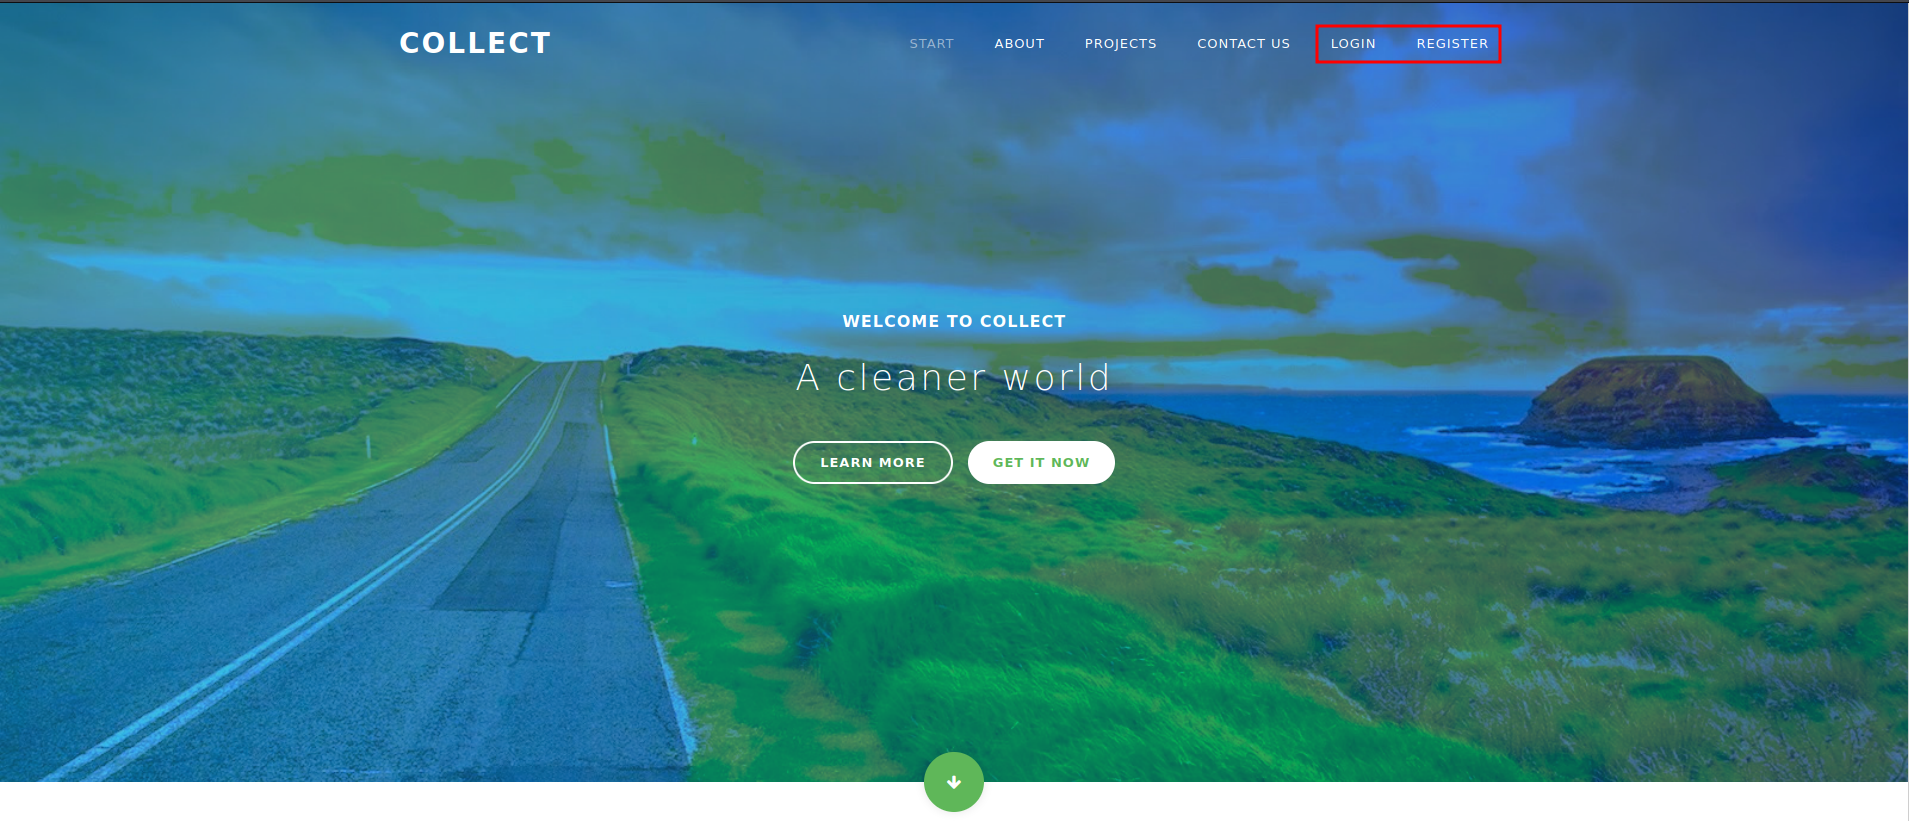 COLLECT
START ABOUT PROJECTS CONTACT US LOGIN REGISTER
WELCOME TO COLLECT
A cleaner world
LEARN MORE GET IT NOW